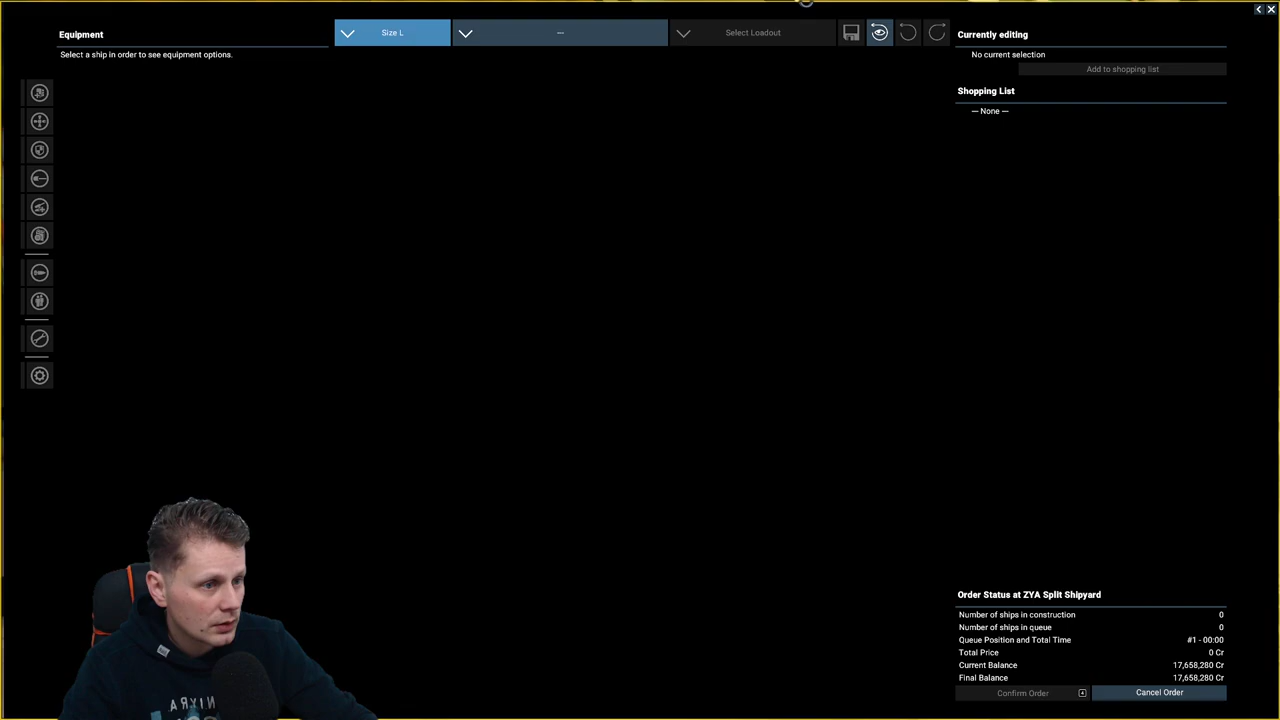 Equipment
Select a ship in order to see equipment options.
Size L
---
Select Loadout
Currently editing
No current selection
Add to shopping list
Shopping List
--- None ---
Order Status at ZYA Split Shipyard
Number of ships in construction 0
Number of ships in queue 0
Queue Position and Total Time #1 - 00:00
Total Price 0 Cr
Current Balance 17,658,280 Cr
Final Balance 17,658,280 Cr
Confirm Order
Cancel Order